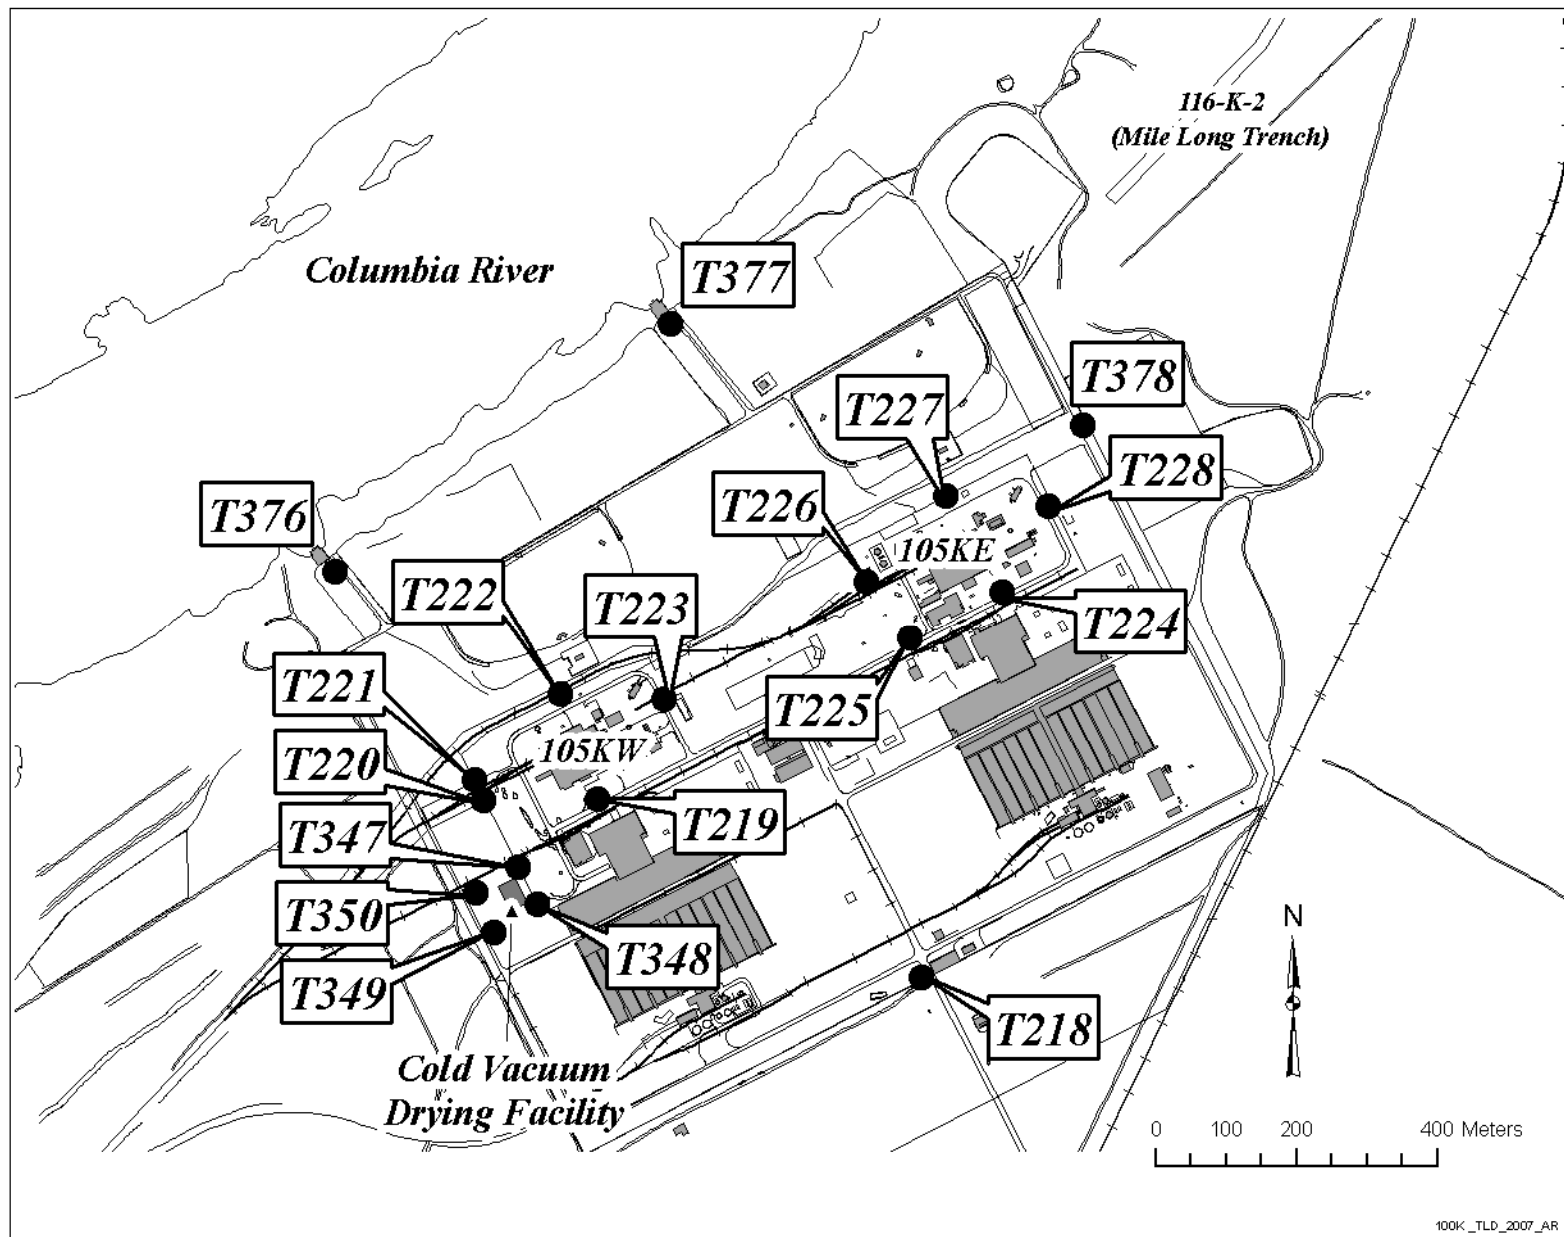 116-K-2
(Mile Long Trench)
Columbia River
T377
T378
T227
T228
T226
T376
105KE
T222
T223
T224
T221
T225
105KW
T220
T219
T347
T350
T348
T349
T218
N
Cold Vacuum
Drying Facility
0 100 200 400 Meters
100K_TLD_2007_AR